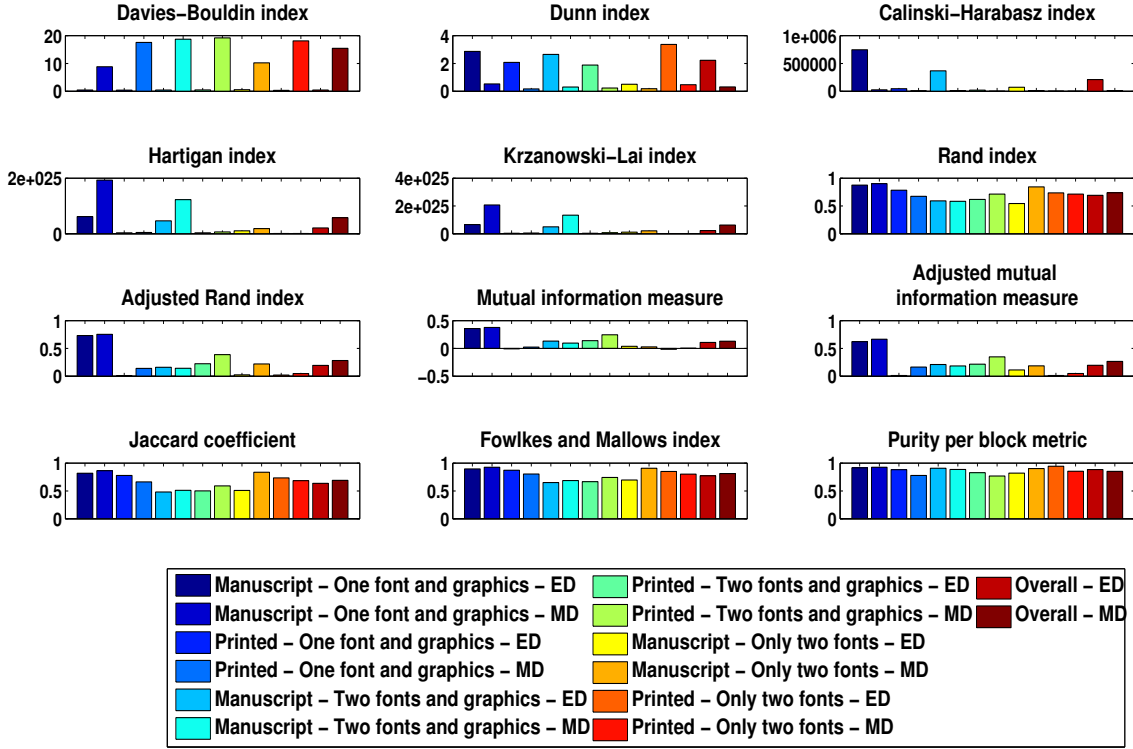 Davies−Bouldin index
Dunn index
Calinski−Harabasz index
20
10
0
4
2
0
1e+006
500000
0
Hartigan index
Krzanowski−Lai index
Rand index
2e+025
0
4e+025
2e+025
0
1
0.5
0
Adjusted Rand index
Mutual information measure
Adjusted mutual
information measure
1
0.5
0
0.5
0
−0.5
1
0.5
0
Jaccard coefficient
Fowlkes and Mallows index
Purity per block metric
1
0.5
0
1
0.5
0
1
0.5
0
Manuscript − One font and graphics − ED
Manuscript − One font and graphics − MD
Printed − One font and graphics − ED
Printed − One font and graphics − MD
Manuscript − Two fonts and graphics − ED
Manuscript − Two fonts and graphics − MD
Printed − Two fonts and graphics − ED
Printed − Two fonts and graphics − MD
Manuscript − Only two fonts − ED
Manuscript − Only two fonts − MD
Printed − Only two fonts − ED
Printed − Only two fonts − MD
Overall − ED
Overall − MD